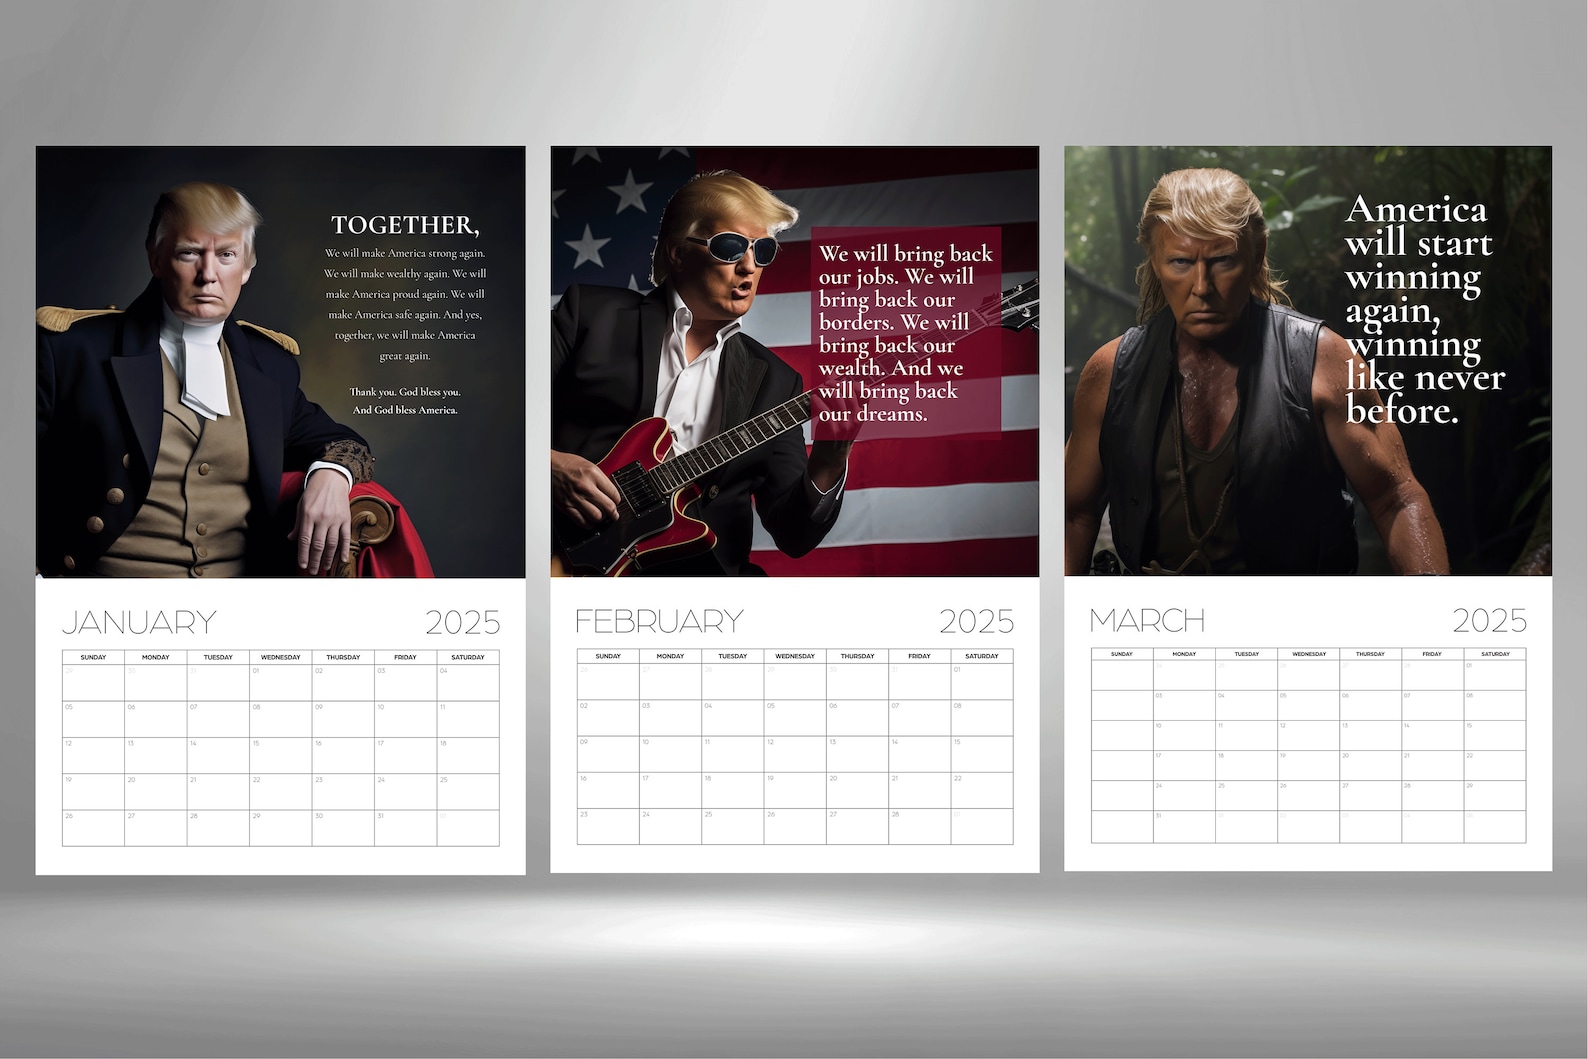 TOGETHER,
We will make America strong again.
We will make wealthy again. We will
make America proud again. We will
make America safe again. And yes,
together, we will make America
great again.
Thank you. God bless you.
And God bless America.
JANUARY 2025
SUNDAY MONDAY TUESDAY WEDNESDAY THURSDAY FRIDAY SATURDAY
29 30 31 01 02 03 04
05 06 07 08 09 10 11
12 13 14 15 16 17 18
19 20 21 22 23 24 25
26 27 28 29 30 31 01
We will bring back
our jobs. We will
bring back our
borders. We will
bring back our
wealth. And we
will bring back
our dreams.
FEBRUARY 2025
SUNDAY MONDAY TUESDAY WEDNESDAY THURSDAY FRIDAY SATURDAY
26 27 28 29 30 31 01
02 03 04 05 06 07 08
09 10 11 12 13 14 15
16 17 18 19 20 21 22
23 24 25 26 27 28 01
America
will start
winning
again,
winning
like never
before.
MARCH 2025
SUNDAY MONDAY TUESDAY WEDNESDAY THURSDAY FRIDAY SATURDAY
24 25 26 27 28 01
03 04 05 06 07 08
10 11 12 13 14 15
17 18 19 20 21 22
24 25 26 27 28 29
31 01 02 03 04 05